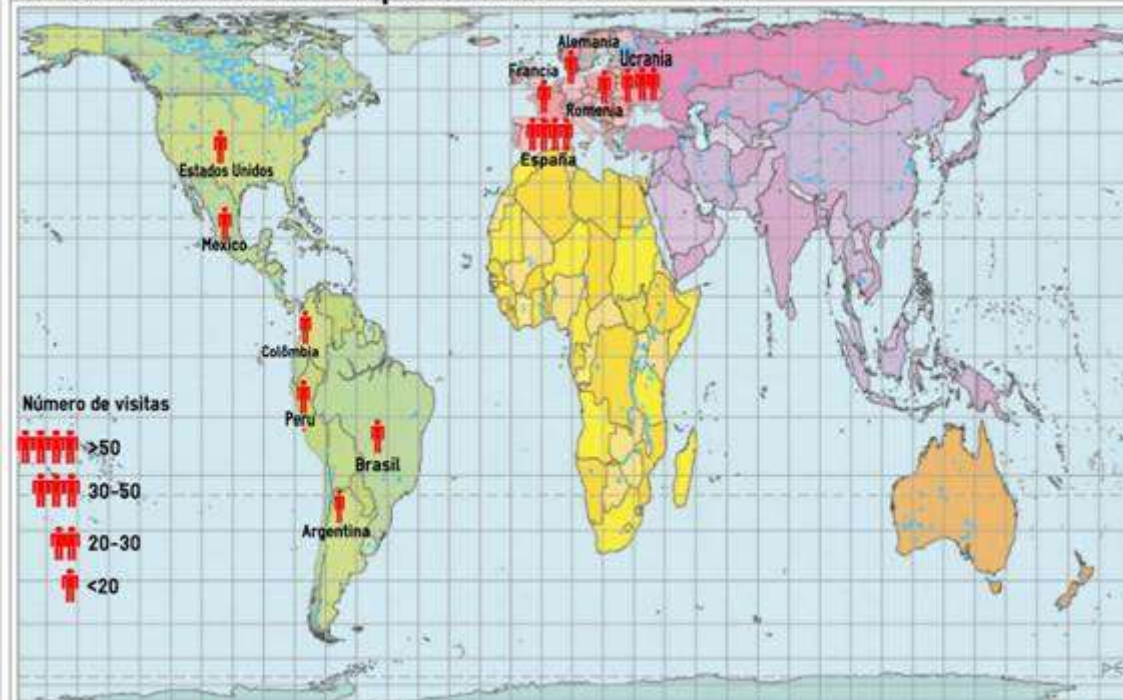 Alemania
Ucrania
Francia
Romenia
España
Estados Unidos
Mexico
Colômbia
Peru
Brasil
Argentina
Número de visitas
>50
30-50
20-30
<20